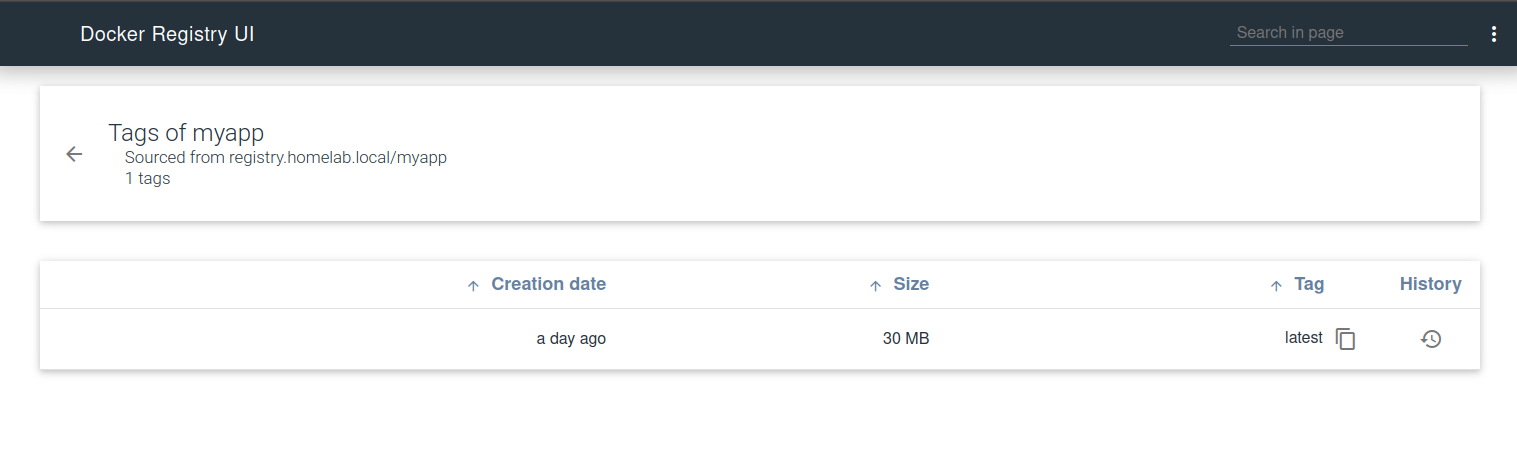 Docker Registry UI
Search in page
Tags of myapp
Sourced from registry.homelab.local/myapp
1 tags
Creation date Size Tag History
a day ago 30 MB latest